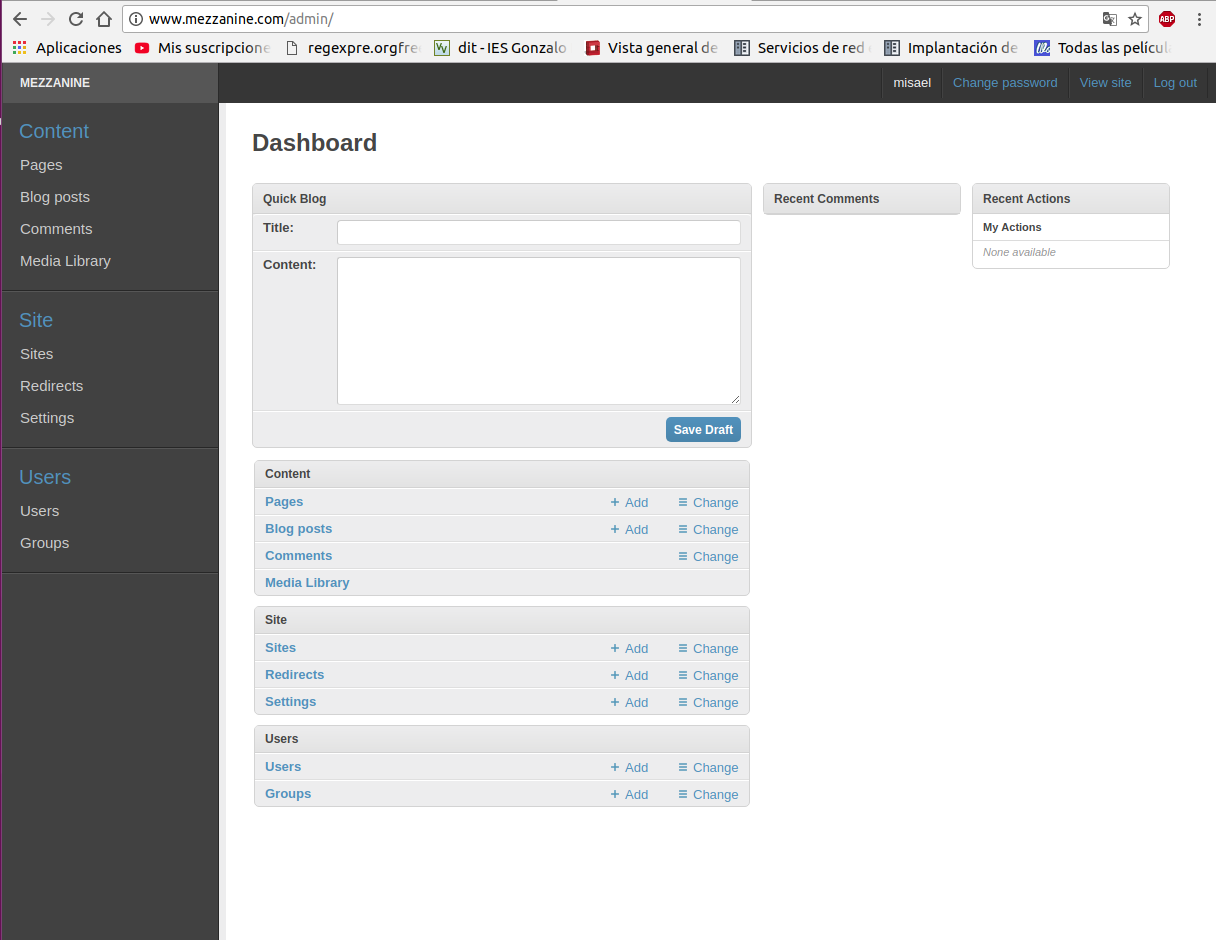 www.mezzanine.com/admin/
ABP
Aplicaciones Mis suscripcione regexpre.orgfre dit - IES Gonzalo Vista general de Servicios de red Implantación de Todas las películ
MEZZANINE misael Change password View site Log out
Content
Pages
Blog posts
Comments
Media Library
Site
Sites
Redirects
Settings
Users
Users
Groups
Dashboard
Quick Blog
Title:
Content:
Save Draft
Recent Comments
Recent Actions
My Actions
None available
Content
Pages Add Change
Blog posts Add Change
Comments Change
Media Library
Site
Sites Add Change
Redirects Add Change
Settings Add Change
Users
Users Add Change
Groups Add Change